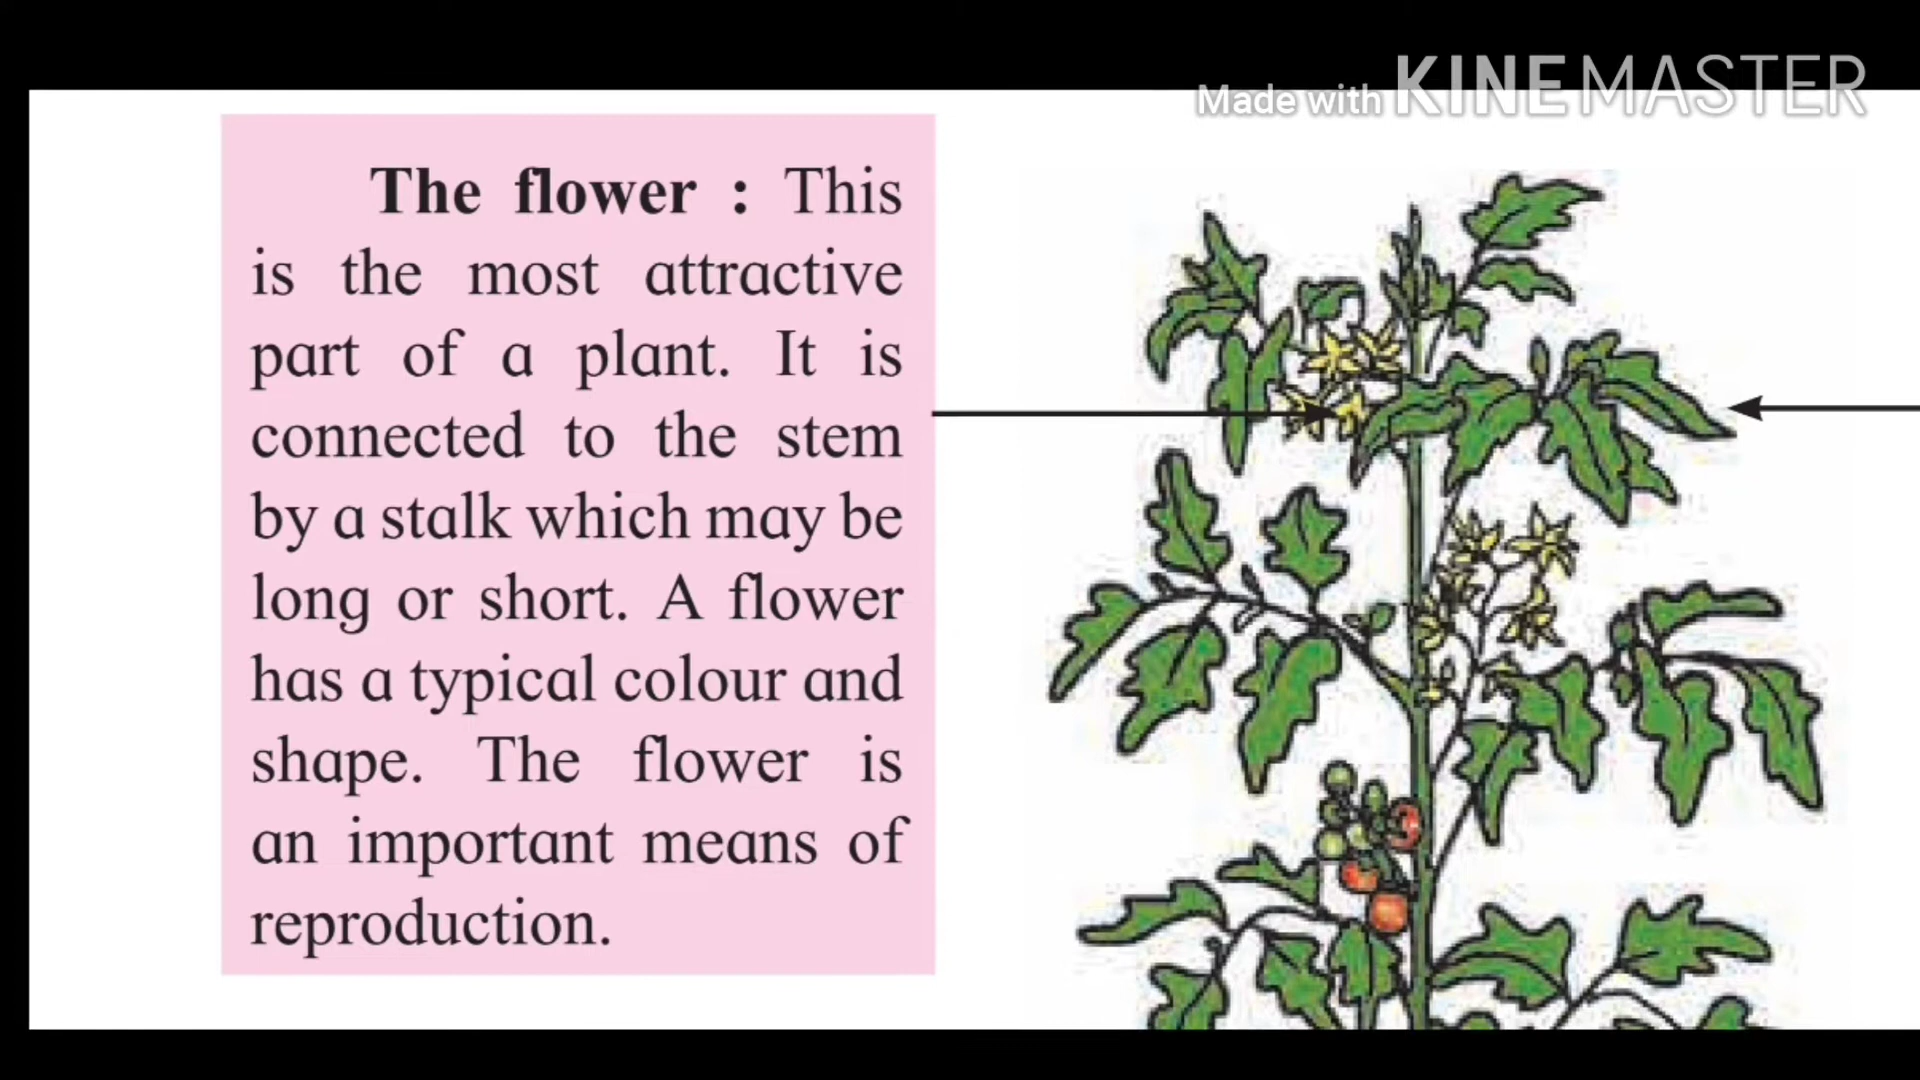 Made with KINEMASTER
The flower : This
is the most attractive
part of a plant. It is
connected to the stem
by a stalk which may be
long or short. A flower
has a typical colour and
shape. The flower is
an important means of
reproduction.